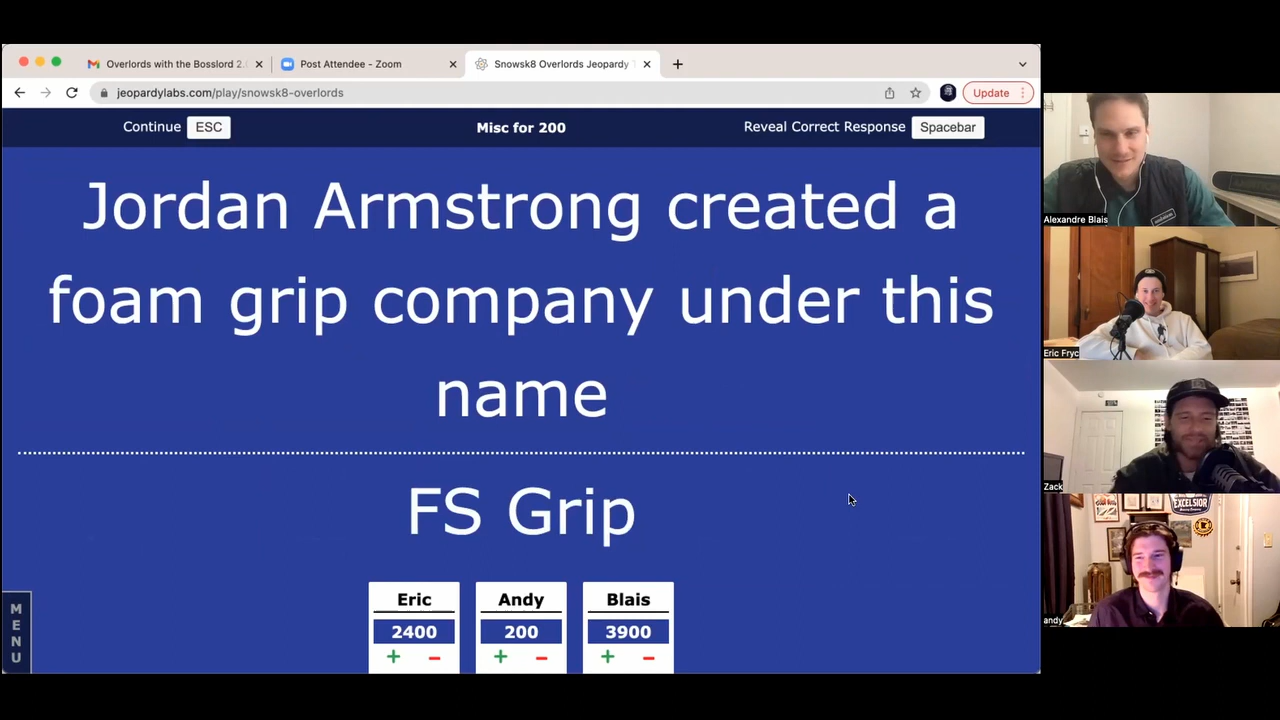 Overlords with the Bosslord 2.
Post Attendee - Zoom
Snowsk8 Overlords Jeopardy
jeopardylabs.com/play/snowsk8-overlords
Update
Continue ESC
Misc for 200
Reveal Correct Response Spacebar
Jordan Armstrong created a
foam grip company under this
name
FS Grip
MENU
Eric Andy Blais
2400 200 3900
+ − + − + −
Alexandre Blais
Eric Fryc
Zack
EXCELSIOR
andy